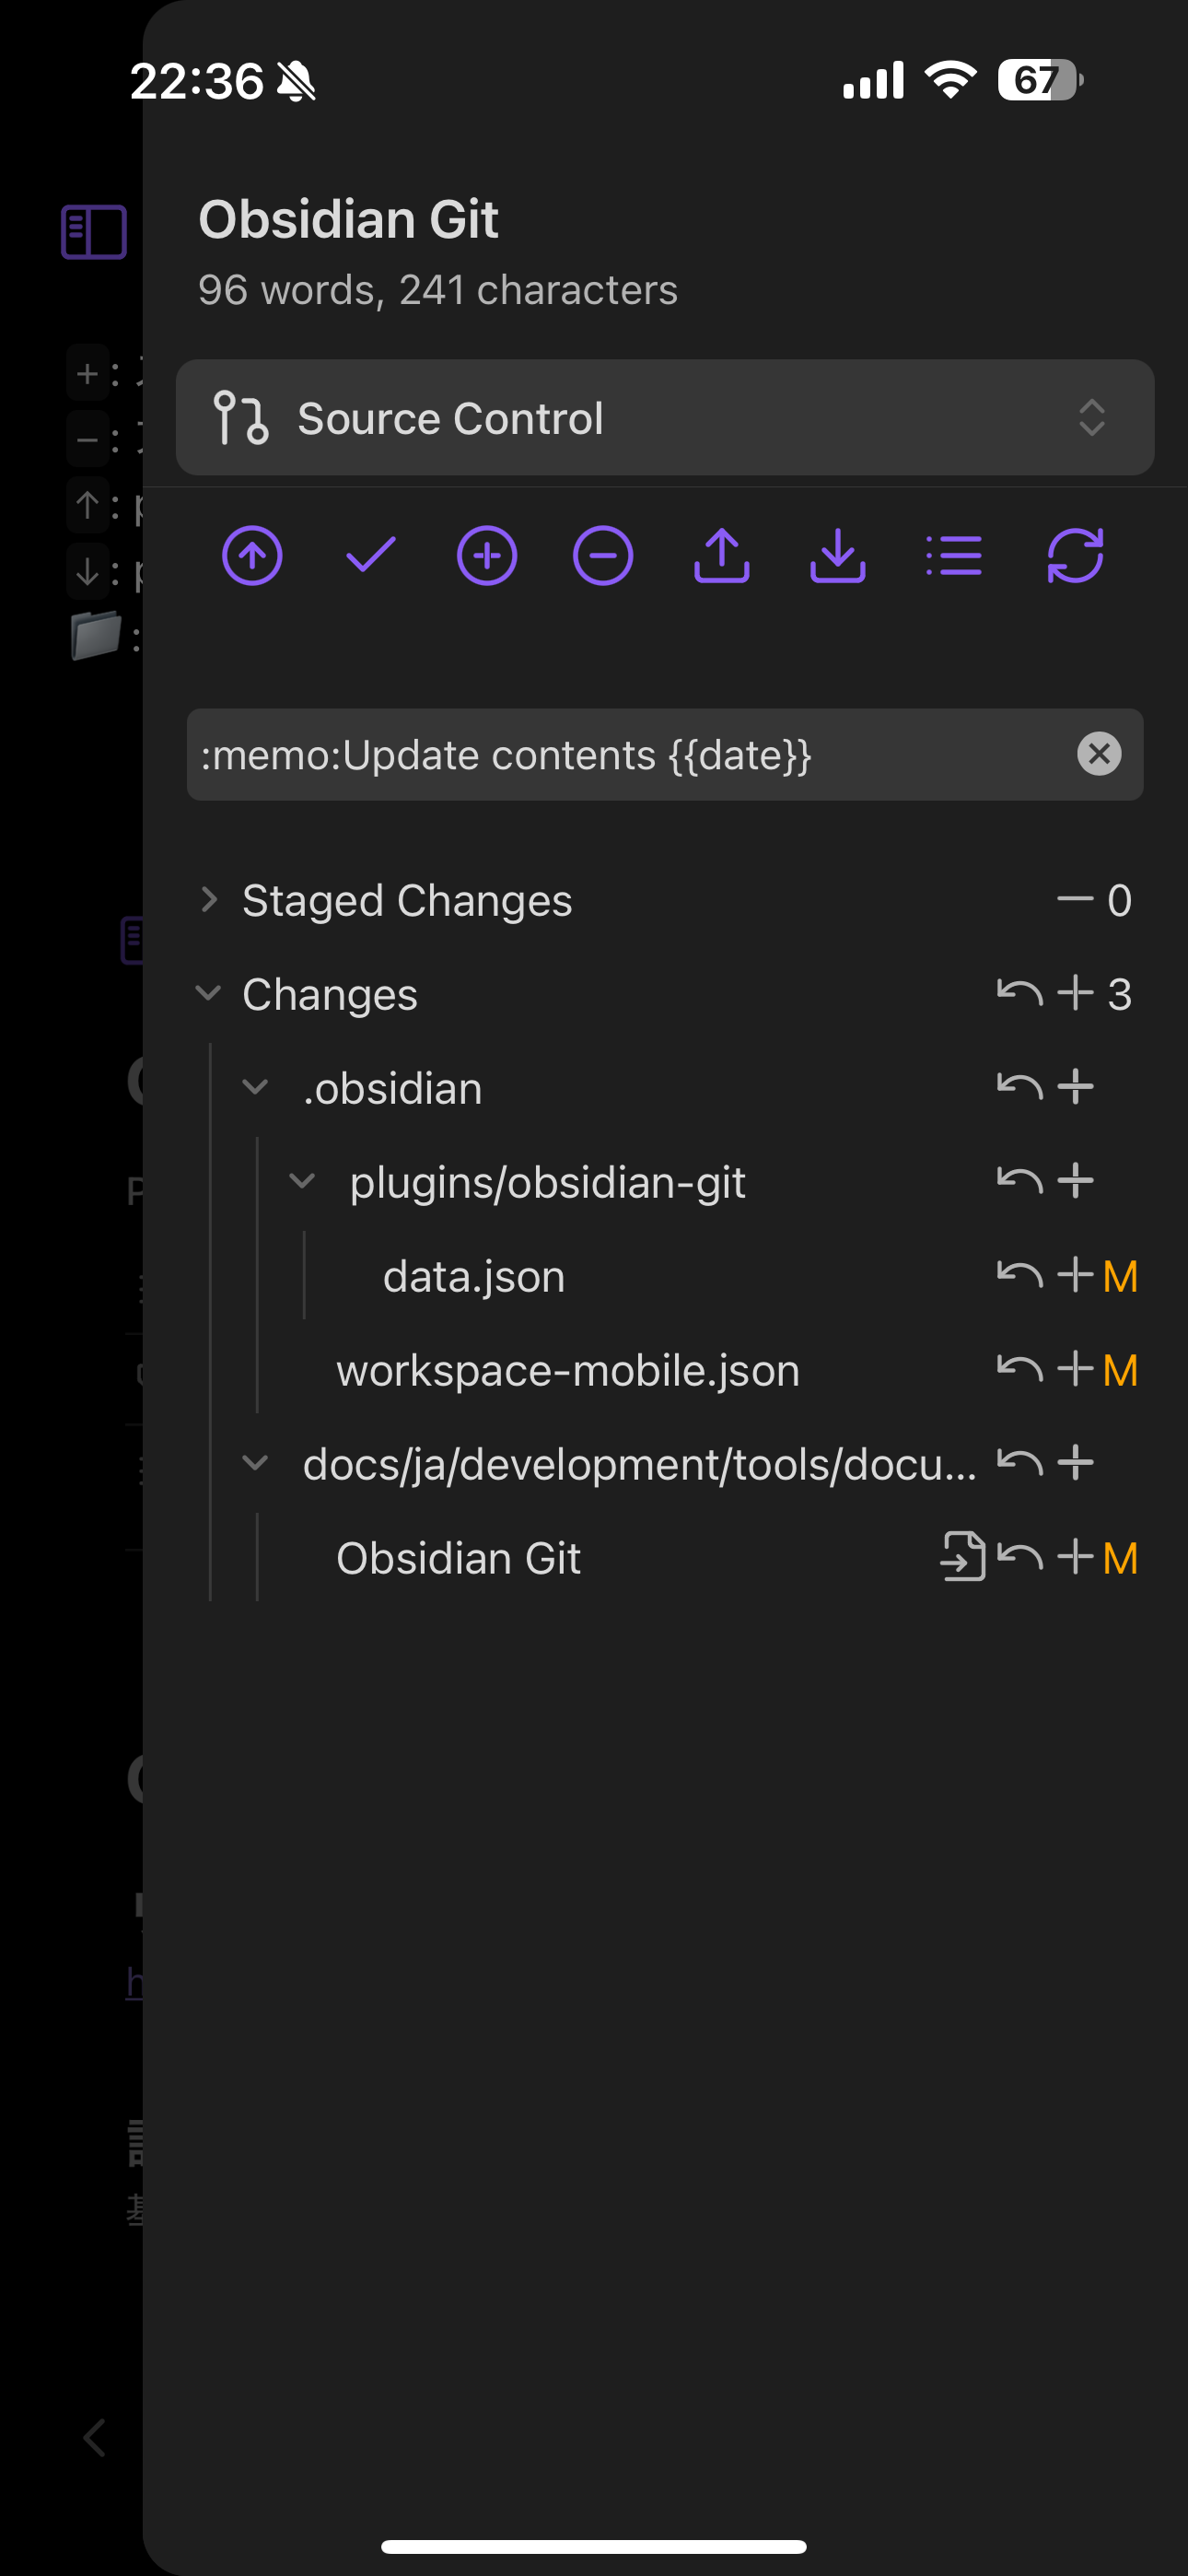 22:36
67
Obsidian Git
96 words, 241 characters
Source Control
:memo:Update contents {{date}}
Staged Changes 0
Changes 3
.obsidian
plugins/obsidian-git
data.json M
workspace-mobile.json M
docs/ja/development/tools/docu...
Obsidian Git M